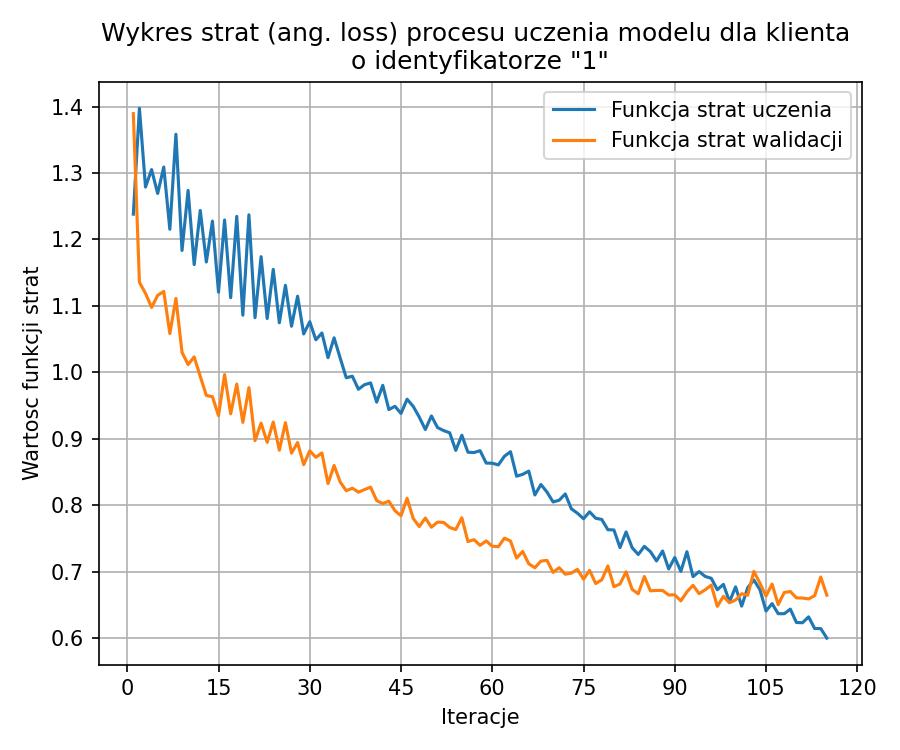 Wykres strat (ang. loss) procesu uczenia modelu dla klienta
o identyfikatorze "1"
Funkcja strat uczenia
Funkcja strat walidacji
Wartosc funkcji strat
1.4
1.3
1.2
1.1
1.0
0.9
0.8
0.7
0.6
0 15 30 45 60 75 90 105 120
Iteracje